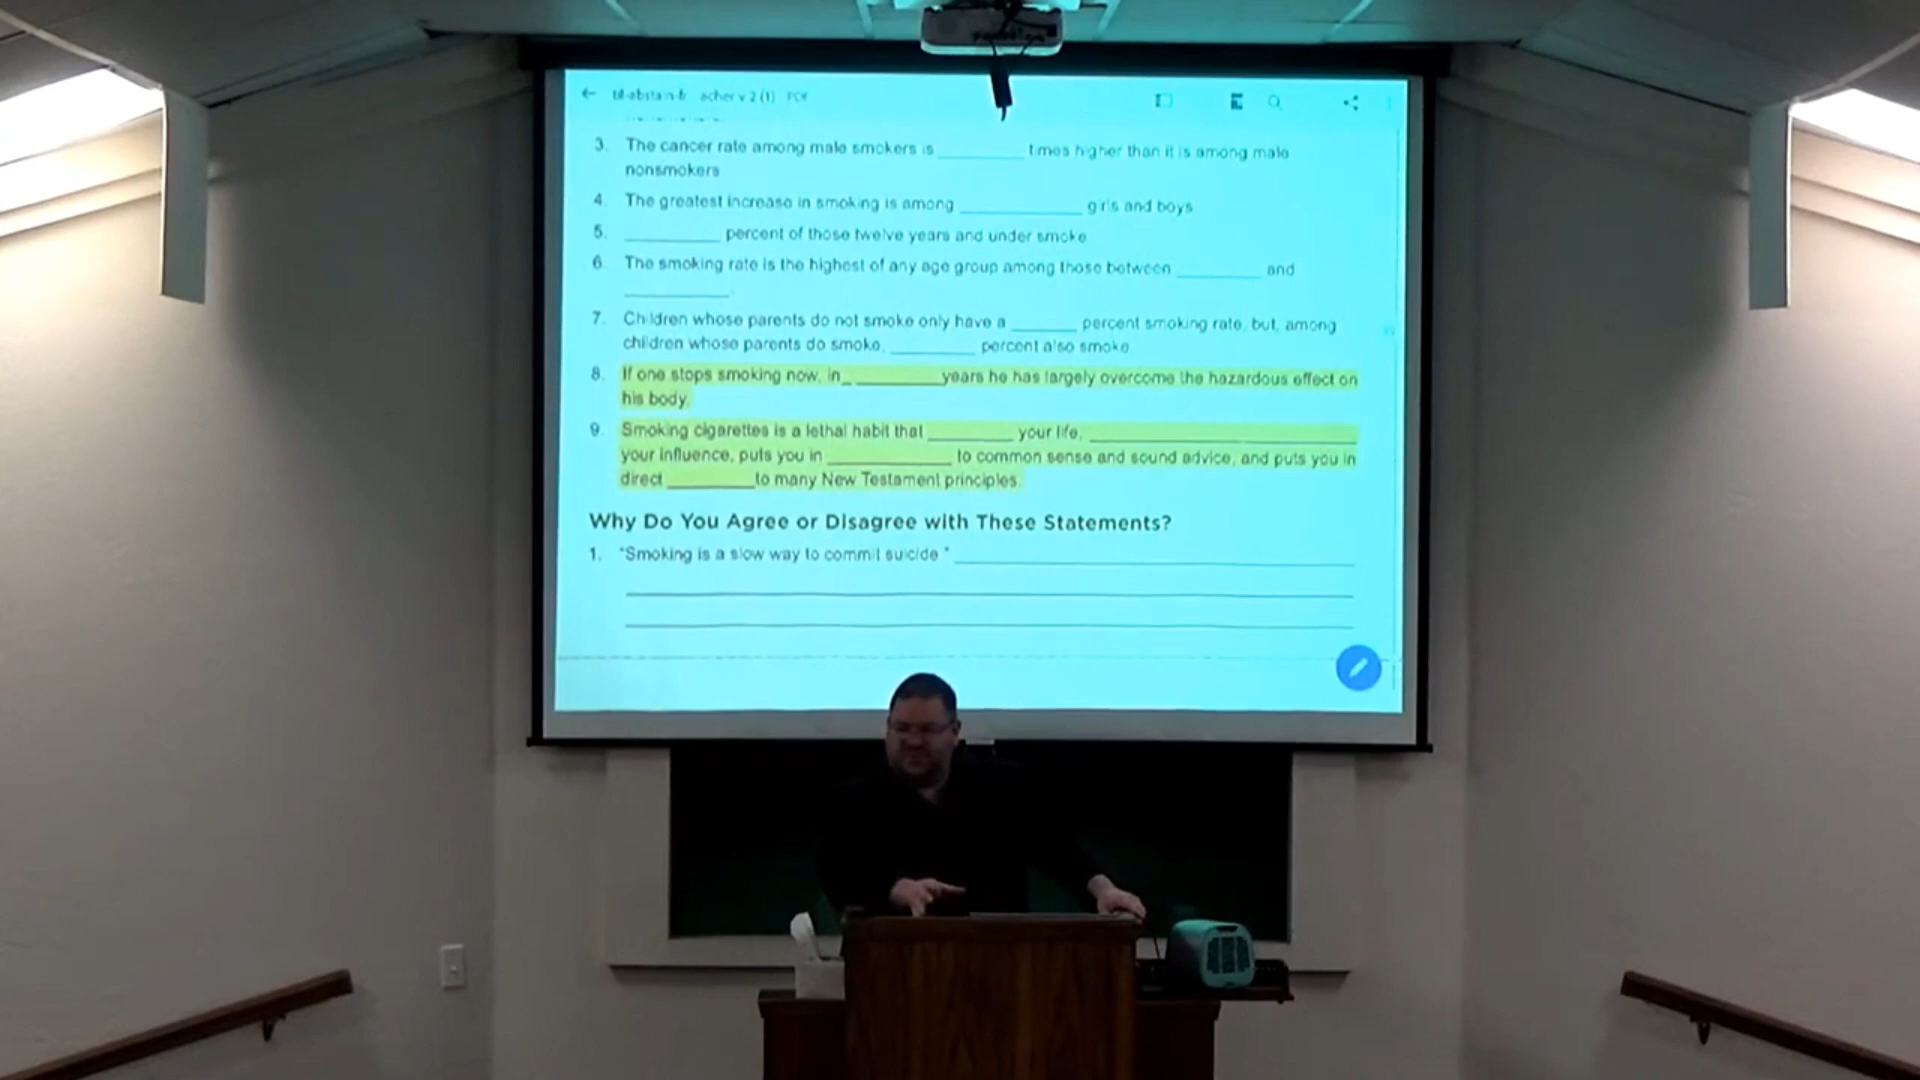 3. The cancer rate among male smokers is ________ times higher than it is among male
nonsmokers
4. The greatest increase in smoking is among ____________ girls and boys
5. _________ percent of those twelve years and under smoke
6. The smoking rate is the highest of any age group among those between ________ and
__________.
7. Children whose parents do not smoke only have a ______ percent smoking rate, but, among
children whose parents do smoke, ________ percent also smoke
8. If one stops smoking now, in_ ________years he has largely overcome the hazardous effect on
his body.
9. Smoking cigarettes is a lethal habit that ________ your life, __________________________
your influence, puts you in ____________ to common sense and sound advice, and puts you in
direct ________to many New Testament principles.
Why Do You Agree or Disagree with These Statements?
1. "Smoking is a slow way to commit suicide " ________________________________________